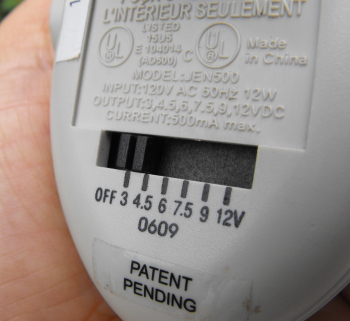 L'INTÉRIEUR SEULEMENT
LISTED
UL
E 104014
UL
Made
in China
MODEL:JEN500
INPUT:120V AC 60Hz 12W
OUTPUT:3,4.5,6,7.5,9,12VDC
CURRENT:500mA max.
OFF 3 4.5 6 7.5 9 12V
0609
PATENT
PENDING